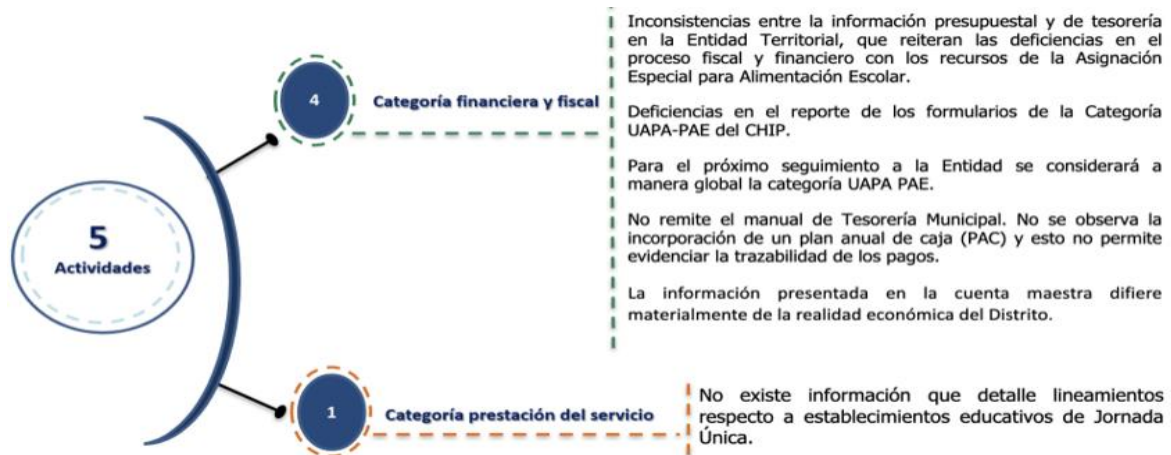 5
Actividades
4
Categoría financiera y fiscal
Inconsistencias entre la información presupuestal y de tesorería
en la Entidad Territorial, que reiteran las deficiencias en el
proceso fiscal y financiero con los recursos de la Asignación
Especial para Alimentación Escolar.
Deficiencias en el reporte de los formularios de la Categoría
UAPA-PAE del CHIP.
Para el próximo seguimiento a la Entidad se considerará a
manera global la categoría UAPA PAE.
No remite el manual de Tesorería Municipal. No se observa la
incorporación de un plan anual de caja (PAC) y esto no permite
evidenciar la trazabilidad de los pagos.
La información presentada en la cuenta maestra difiere
materialmente de la realidad económica del Distrito.
1
Categoría prestación del servicio
No existe información que detalle lineamientos
respecto a establecimientos educativos de Jornada
Única.